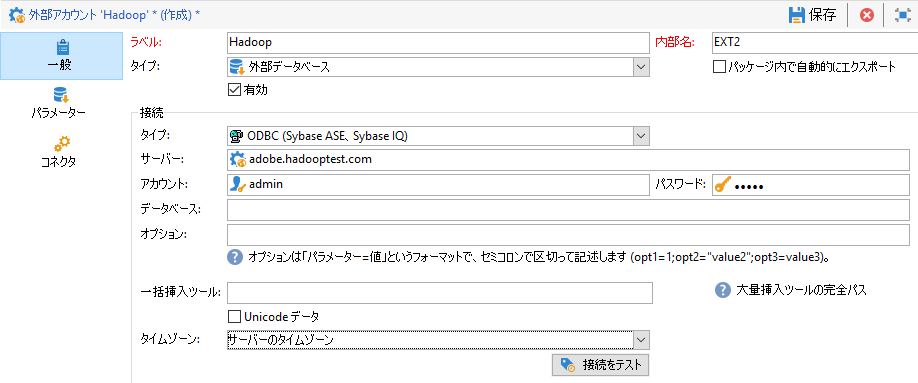 外部アカウント 'Hadoop' * (作成) *
保存
一般
パラメーター
コネクタ
ラベル: Hadoop 内部名: EXT2
タイプ: 外部データベース パッケージ内で自動的にエクスポート
有効
接続
タイプ: ODBC (Sybase ASE、Sybase IQ)
サーバー: adobe.hadooptest.com
アカウント: admin パスワード: •••••
データベース:
オプション:
オプションは「パラメーター=値」というフォーマットで、セミコロンで区切って記述します (opt1=1;opt2="value2";opt3=value3)。
一括挿入ツール: 大量挿入ツールの完全パス
Unicodeデータ
タイムゾーン: サーバーのタイムゾーン
接続をテスト